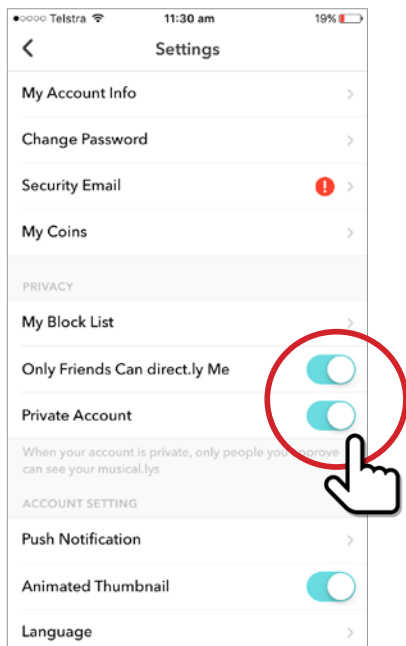 Telstra 11:30 am 19%
Settings
My Account Info
Change Password
Security Email
My Coins
PRIVACY
My Block List
Only Friends Can direct.ly Me
Private Account
When your account is private, only people you approve
can see your musical.lys
ACCOUNT SETTING
Push Notification
Animated Thumbnail
Language